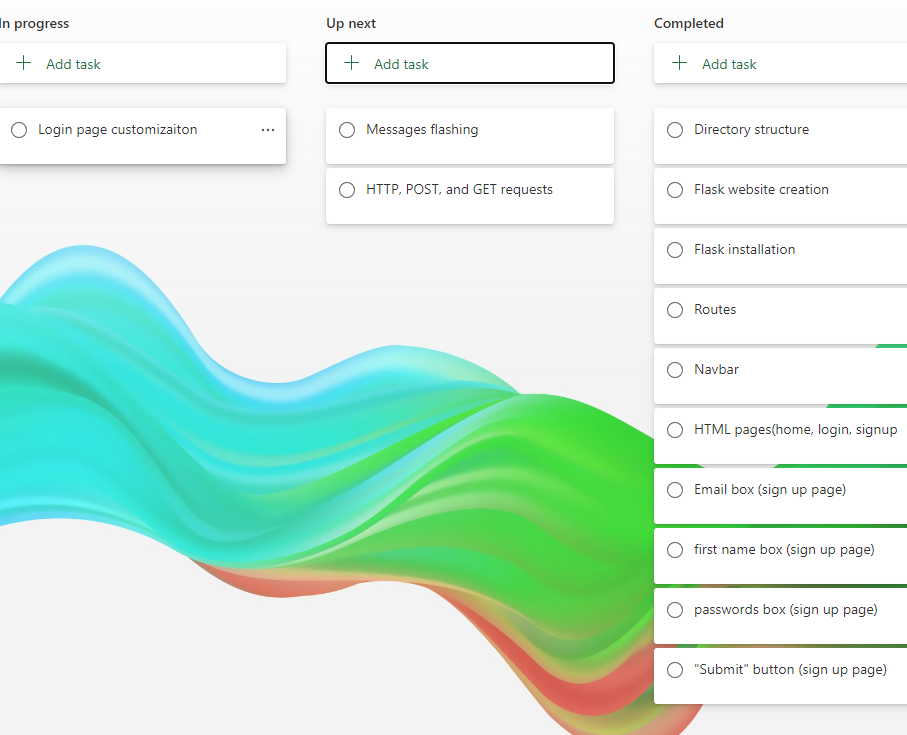 In progress
Add task
Login page customizaiton
Up next
Add task
Messages flashing
HTTP, POST, and GET requests
Completed
Add task
Directory structure
Flask website creation
Flask installation
Routes
Navbar
HTML pages(home, login, signup
Email box (sign up page)
first name box (sign up page)
passwords box (sign up page)
"Submit" button (sign up page)